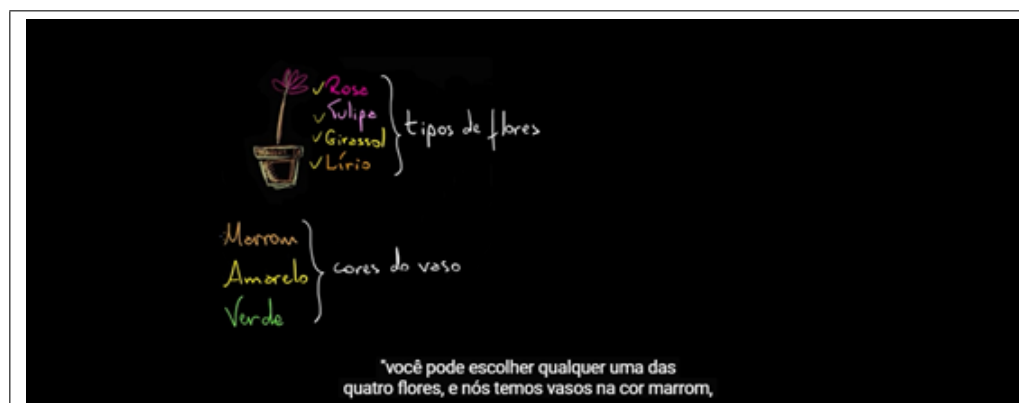 Rosa
Tulipa
Girassol
Lírio
tipos de flores
Marrom
Amarelo
Verde
cores do vaso
"você pode escolher qualquer uma das
quatro flores, e nós temos vasos na cor marrom,